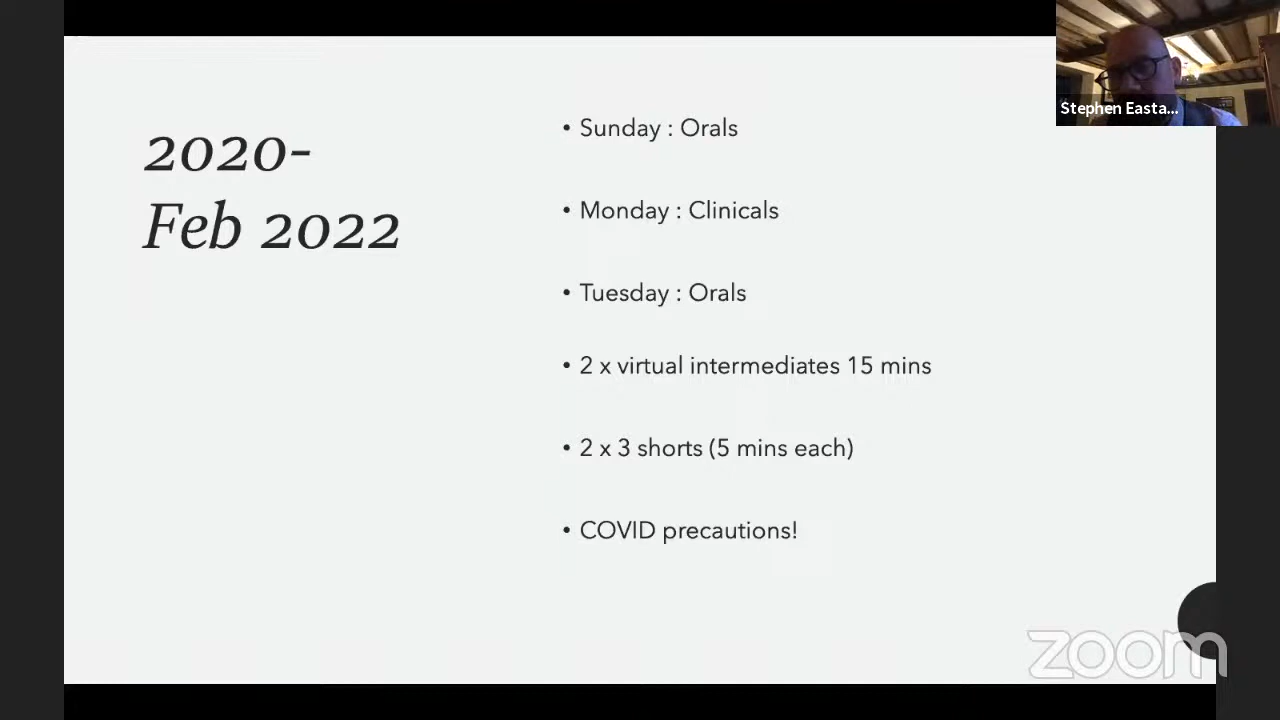 2020-
Feb 2022
• Sunday : Orals
• Monday : Clinicals
• Tuesday : Orals
• 2 x virtual intermediates 15 mins
• 2 x 3 shorts (5 mins each)
• COVID precautions!
Stephen Easta...
zoom